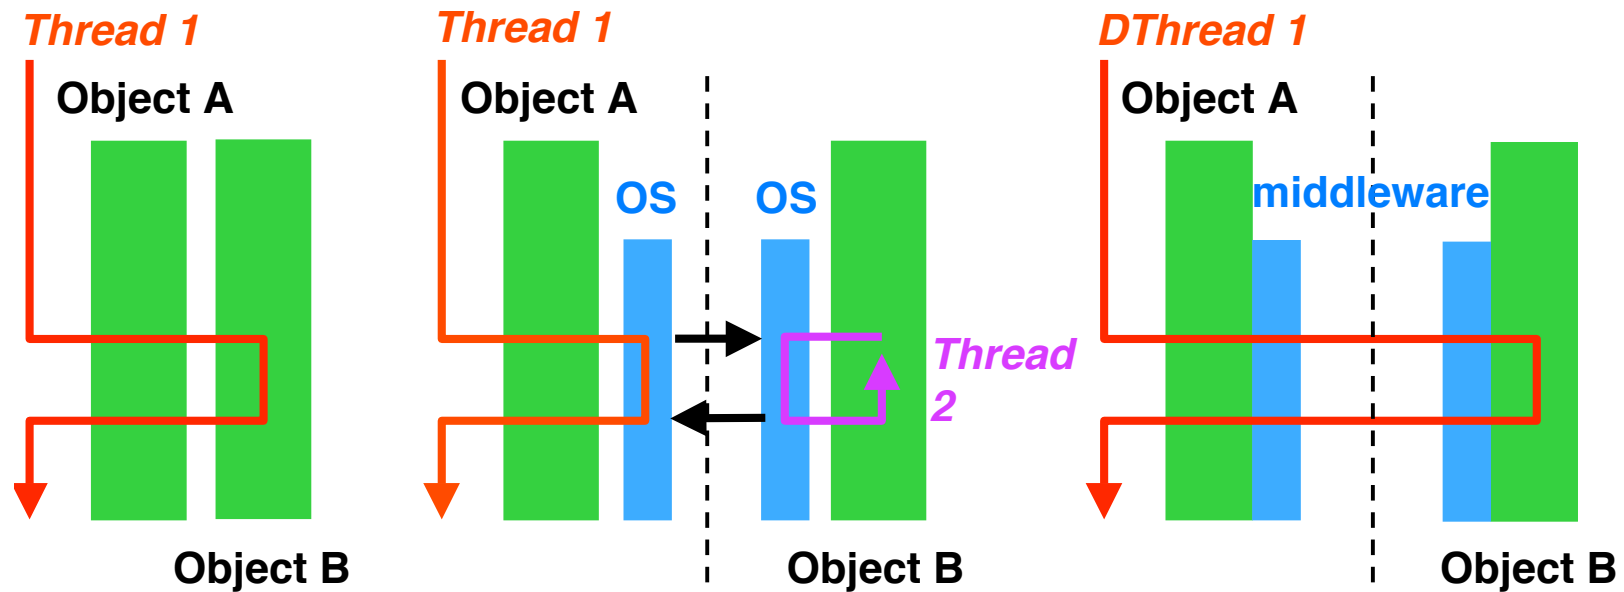 Thread 1
Object A
Object B
Thread 1
Object A
OS
OS
Thread
2
Object B
DThread 1
Object A
middleware
Object B